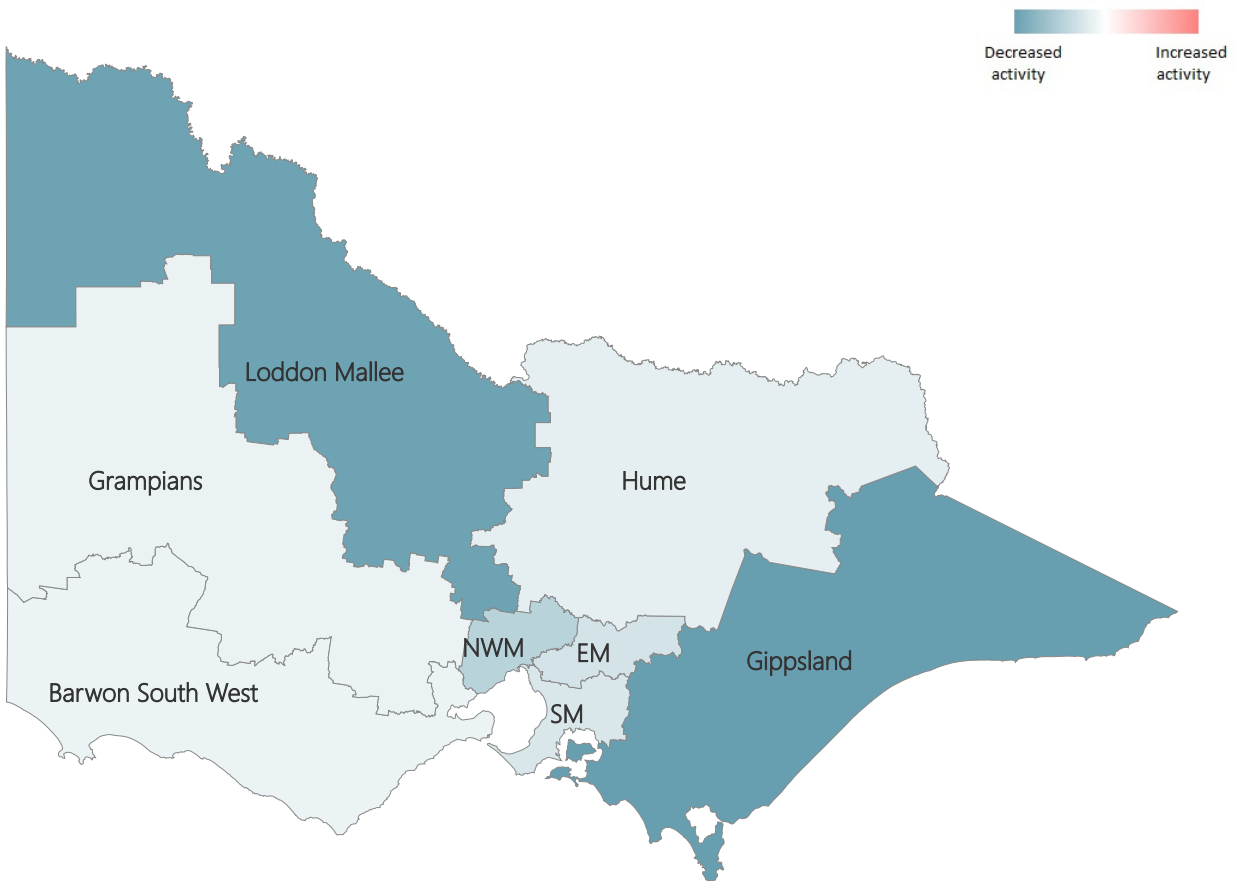 Decreased activity
Increased activity
Loddon Mallee
Grampians
Hume
NWM
EM
Gippsland
Barwon South West
SM